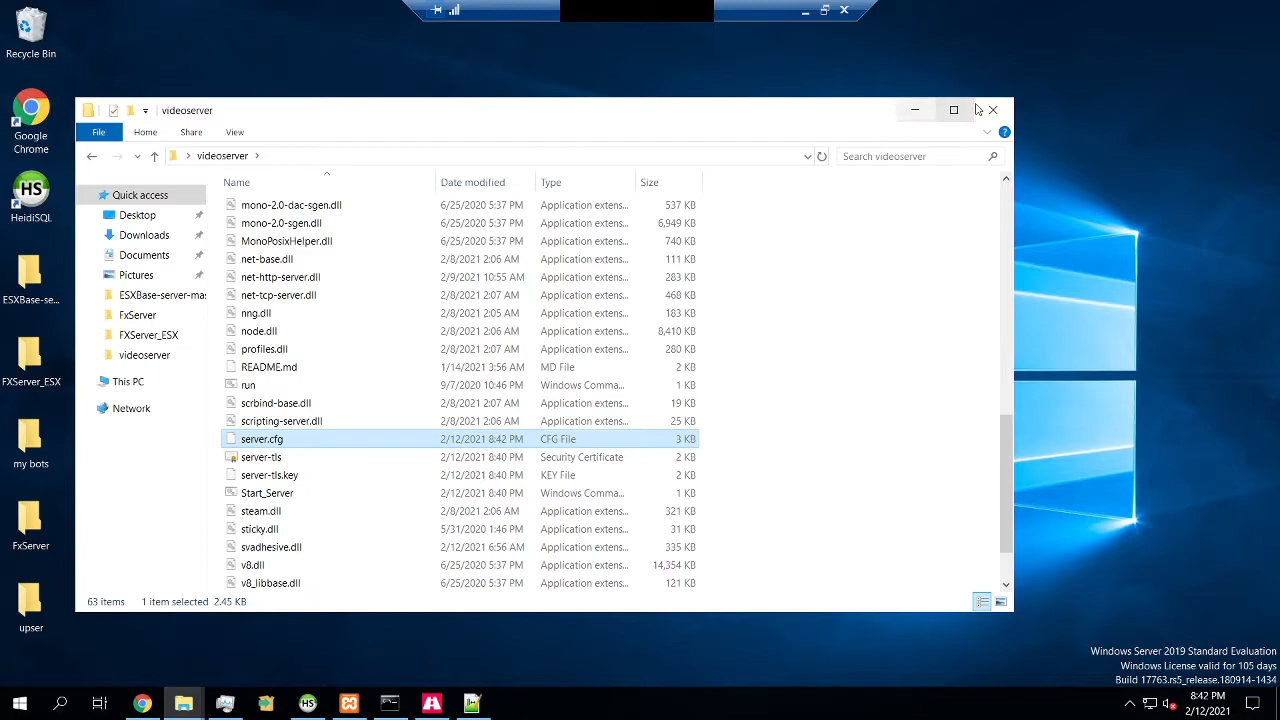 Recycle Bin
Google
Chrome
HS
HeidiSQL
ESXBase-se...
FXServer_ESX
my bots
FxServer
upser
videoserver
File
Home
Share
View
videoserver
Search videoserver
Quick access
Desktop
Downloads
Documents
Pictures
ESXBase-server-mas
FxServer
FXServer_ESX
videoserver
This PC
Network
Name Date modified Type Size
mono-2.0-dac-sgen.dll 6/25/2020 5:37 PM Application extens... 537 KB
mono-2.0-sgen.dll 6/25/2020 5:37 PM Application extens... 6,949 KB
MonoPosixHelper.dll 6/25/2020 5:37 PM Application extens... 740 KB
net-base.dll 2/8/2021 2:06 AM Application extens... 111 KB
net-http-server.dll 2/9/2021 10:55 AM Application extens... 283 KB
net-tcp-server.dll 2/8/2021 2:07 AM Application extens... 468 KB
nng.dll 2/8/2021 2:05 AM Application extens... 183 KB
node.dll 2/8/2021 2:06 AM Application extens... 8,410 KB
profiles.dll 2/8/2021 2:07 AM Application extens... 280 KB
README.md 1/14/2021 3:56 AM MD File 2 KB
run 9/7/2020 10:46 PM Windows Comma... 1 KB
scrbind-base.dll 2/8/2021 2:07 AM Application extens... 19 KB
scripting-server.dll 2/8/2021 2:06 AM Application extens... 25 KB
server.cfg 2/12/2021 8:42 PM CFG File 3 KB
server-tls 2/12/2021 8:40 PM Security Certificate 2 KB
server-tls.key 2/12/2021 8:40 PM KEY File 2 KB
Start_Server 2/12/2021 8:40 PM Windows Comma... 1 KB
steam.dll 2/8/2021 2:06 AM Application extens... 321 KB
sticky.dll 5/31/2020 1:46 PM Application extens... 31 KB
svadhesive.dll 2/12/2021 6:56 AM Application extens... 335 KB
v8.dll 6/25/2020 5:37 PM Application extens... 14,354 KB
v8_libbase.dll 6/25/2020 5:37 PM Application extens... 121 KB
63 items 1 item selected 2.45 KB
Windows Server 2019 Standard Evaluation
Windows License valid for 105 days
Build 17763.rs5_release.180914-1434
HS
8:42 PM
2/12/2021